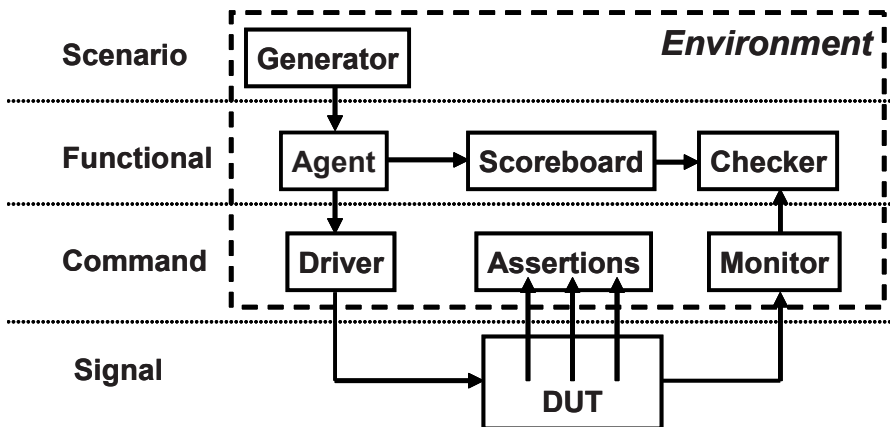 Scenario
Generator
Environment
Functional
Agent
Scoreboard
Checker
Command
Driver
Assertions
Monitor
Signal
DUT